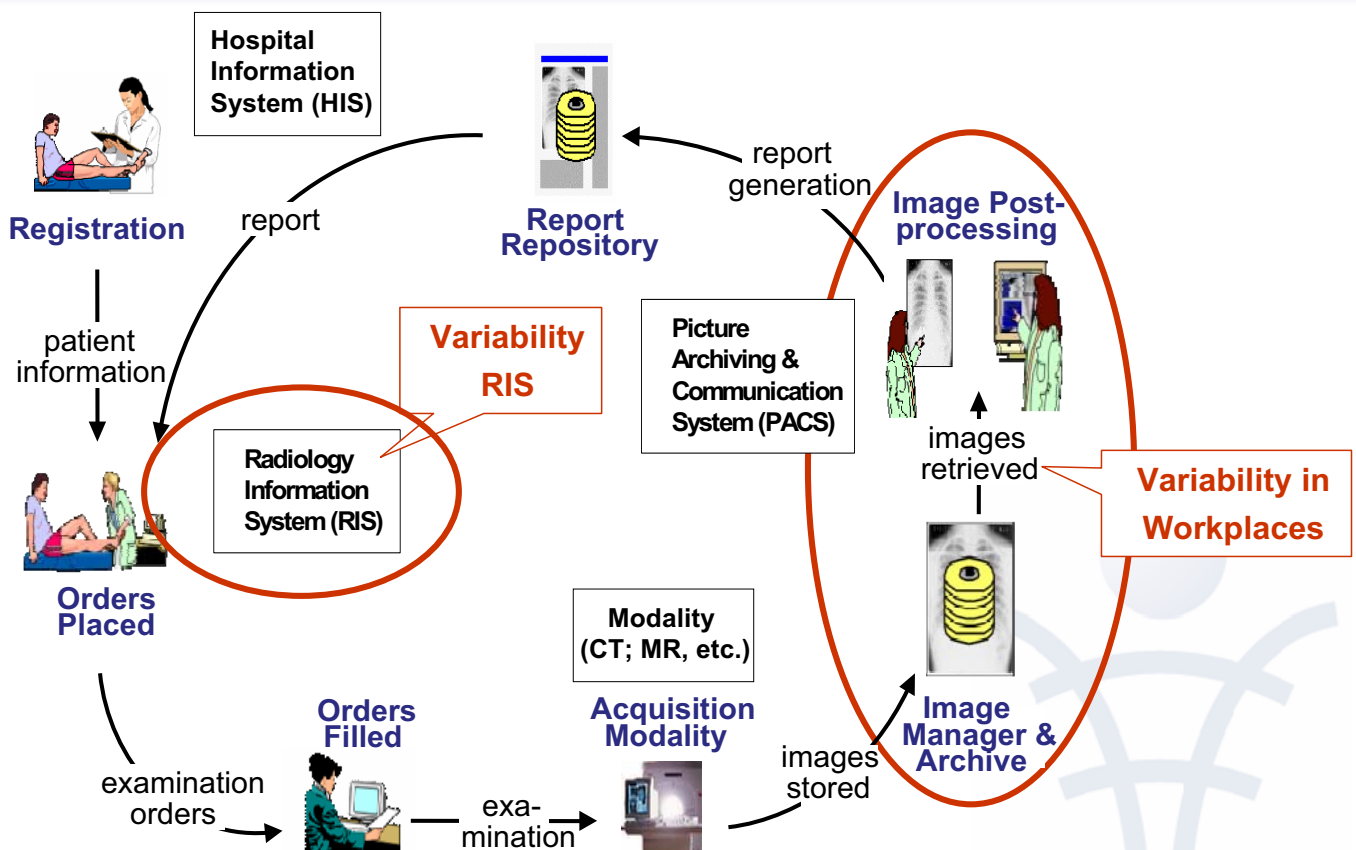 Hospital
Information
System (HIS)
Registration
patient
information
report
Report
Repository
report
generation
Image Post-
processing
Variability
RIS
Radiology
Information
System (RIS)
Picture
Archiving &
Communication
System (PACS)
images
retrieved
Variability in
Workplaces
Orders
Placed
examination
orders
Orders
Filled
exa-
mination
Modality
(CT; MR, etc.)
Acquisition
Modality
images
stored
Image
Manager &
Archive